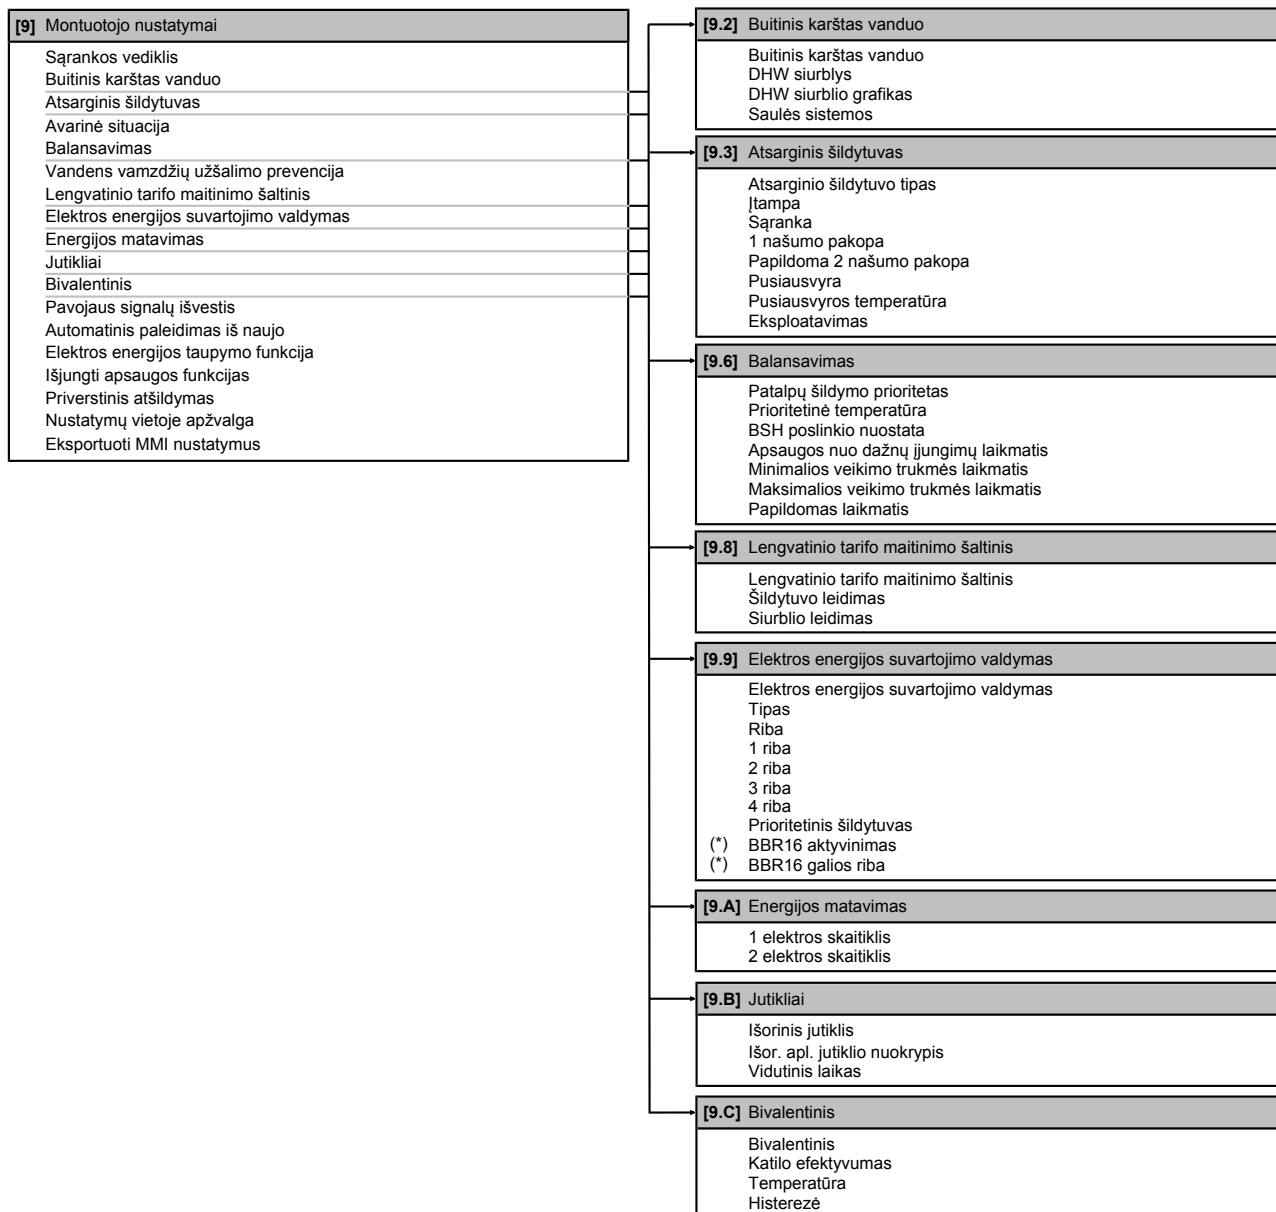 [9] Montuotojo nustatymai
Sąrankos vediklis
Buitinis karštas vanduo
Atsarginis šildytuvas
Avarinė situacija
Balansavimas
Vandens vamzdžių užšalimo prevencija
Lengvatinio tarifo maitinimo šaltinis
Elektros energijos suvartojimo valdymas
Energijos matavimas
Jutikliai
Bivalentinis
Pavojaus signalų išvestis
Automatinis paleidimas iš naujo
Elektros energijos taupymo funkcija
Išjungti apsaugos funkcijas
Priverstinis atšildymas
Nustatymų vietoje apžvalga
Eksportuoti MMI nustatymus
[9.2] Buitinis karštas vanduo
Buitinis karštas vanduo
DHW siurblys
DHW siurblio grafikas
Saulės sistemos
[9.3] Atsarginis šildytuvas
Atsarginio šildytuvo tipas
Įtampa
Sąranka
1 našumo pakopa
Papildoma 2 našumo pakopa
Pusiausvyra
Pusiausvyros temperatūra
Eksploatavimas
[9.6] Balansavimas
Patalpų šildymo prioritetas
Prioritetinė temperatūra
BSH poslinkio nuostata
Apsaugos nuo dažnų įjungimų laikmatis
Minimalios veikimo trukmės laikmatis
Maksimalios veikimo trukmės laikmatis
Papildomas laikmatis
[9.8] Lengvatinio tarifo maitinimo šaltinis
Lengvatinio tarifo maitinimo šaltinis
Šildytuvo leidimas
Siurblio leidimas
[9.9] Elektros energijos suvartojimo valdymas
Elektros energijos suvartojimo valdymas
Tipas
Riba
1 riba
2 riba
3 riba
4 riba
Prioritetinis šildytuvas
(*) BBR16 aktyvinimas
(*) BBR16 galios riba
[9.A] Energijos matavimas
1 elektros skaitiklis
2 elektros skaitiklis
[9.B] Jutikliai
Išorinis jutiklis
Išor. apl. jutiklio nuokrypis
Vidutinis laikas
[9.C] Bivalentinis
Bivalentinis
Katilo efektyvumas
Temperatūra
Histerezė